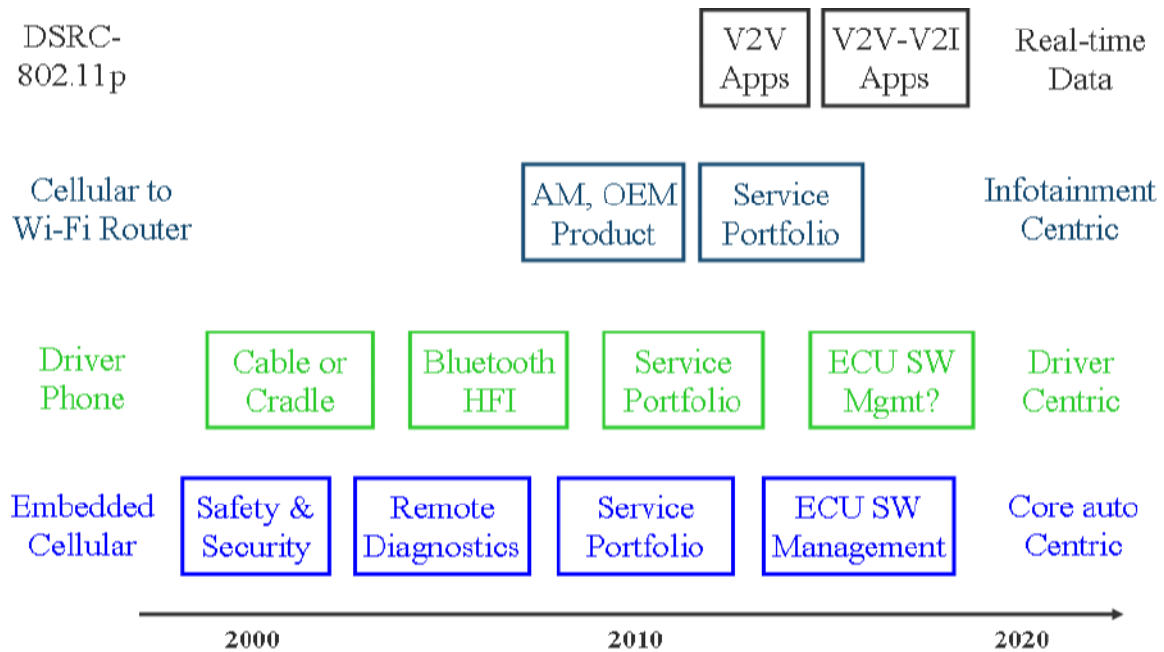 DSRC-
802.11p
V2V
Apps
V2V-V2I
Apps
Real-time
Data
Cellular to
Wi-Fi Router
AM, OEM
Product
Service
Portfolio
Infotainment
Centric
Driver
Phone
Cable or
Cradle
Bluetooth
HFI
Service
Portfolio
ECU SW
Mgmt?
Driver
Centric
Embedded
Cellular
Safety &
Security
Remote
Diagnostics
Service
Portfolio
ECU SW
Management
Core auto
Centric
2000
2010
2020